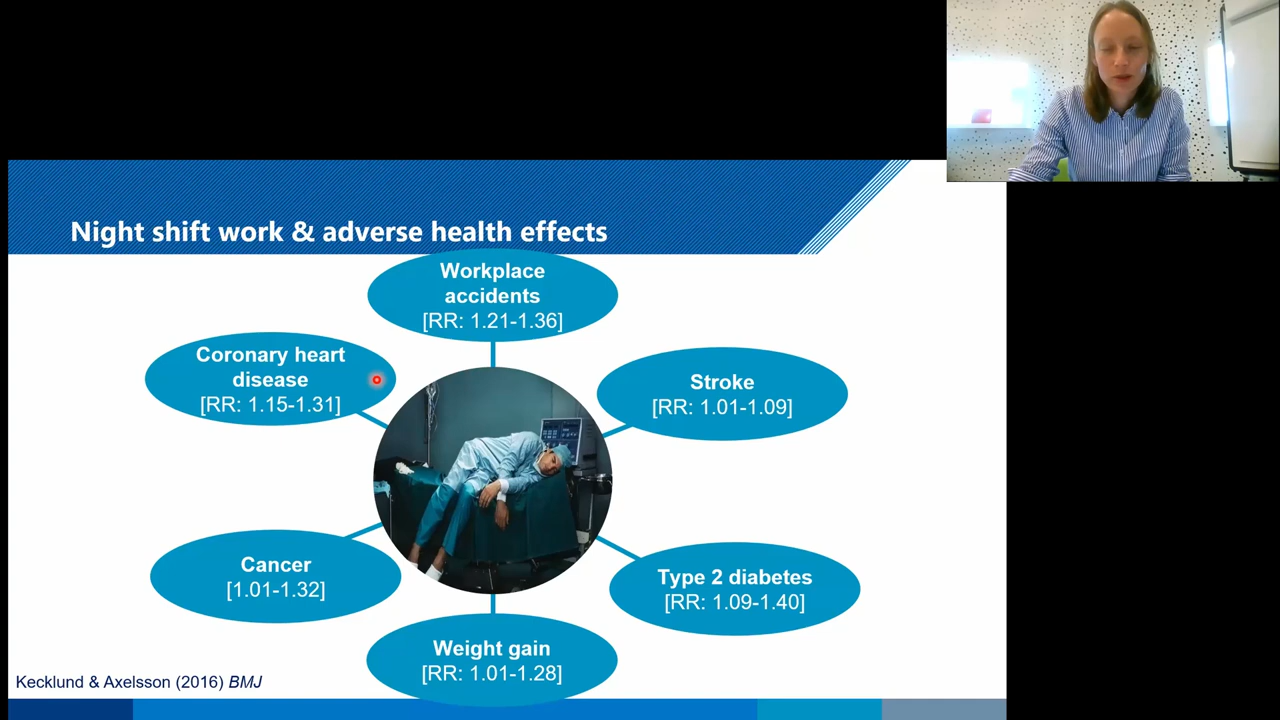 Night shift work & adverse health effects
Workplace
accidents
[RR: 1.21-1.36]
Coronary heart
disease
[RR: 1.15-1.31]
Stroke
[RR: 1.01-1.09]
Cancer
[1.01-1.32]
Type 2 diabetes
[RR: 1.09-1.40]
Weight gain
[RR: 1.01-1.28]
Kecklund & Axelsson (2016) BMJ